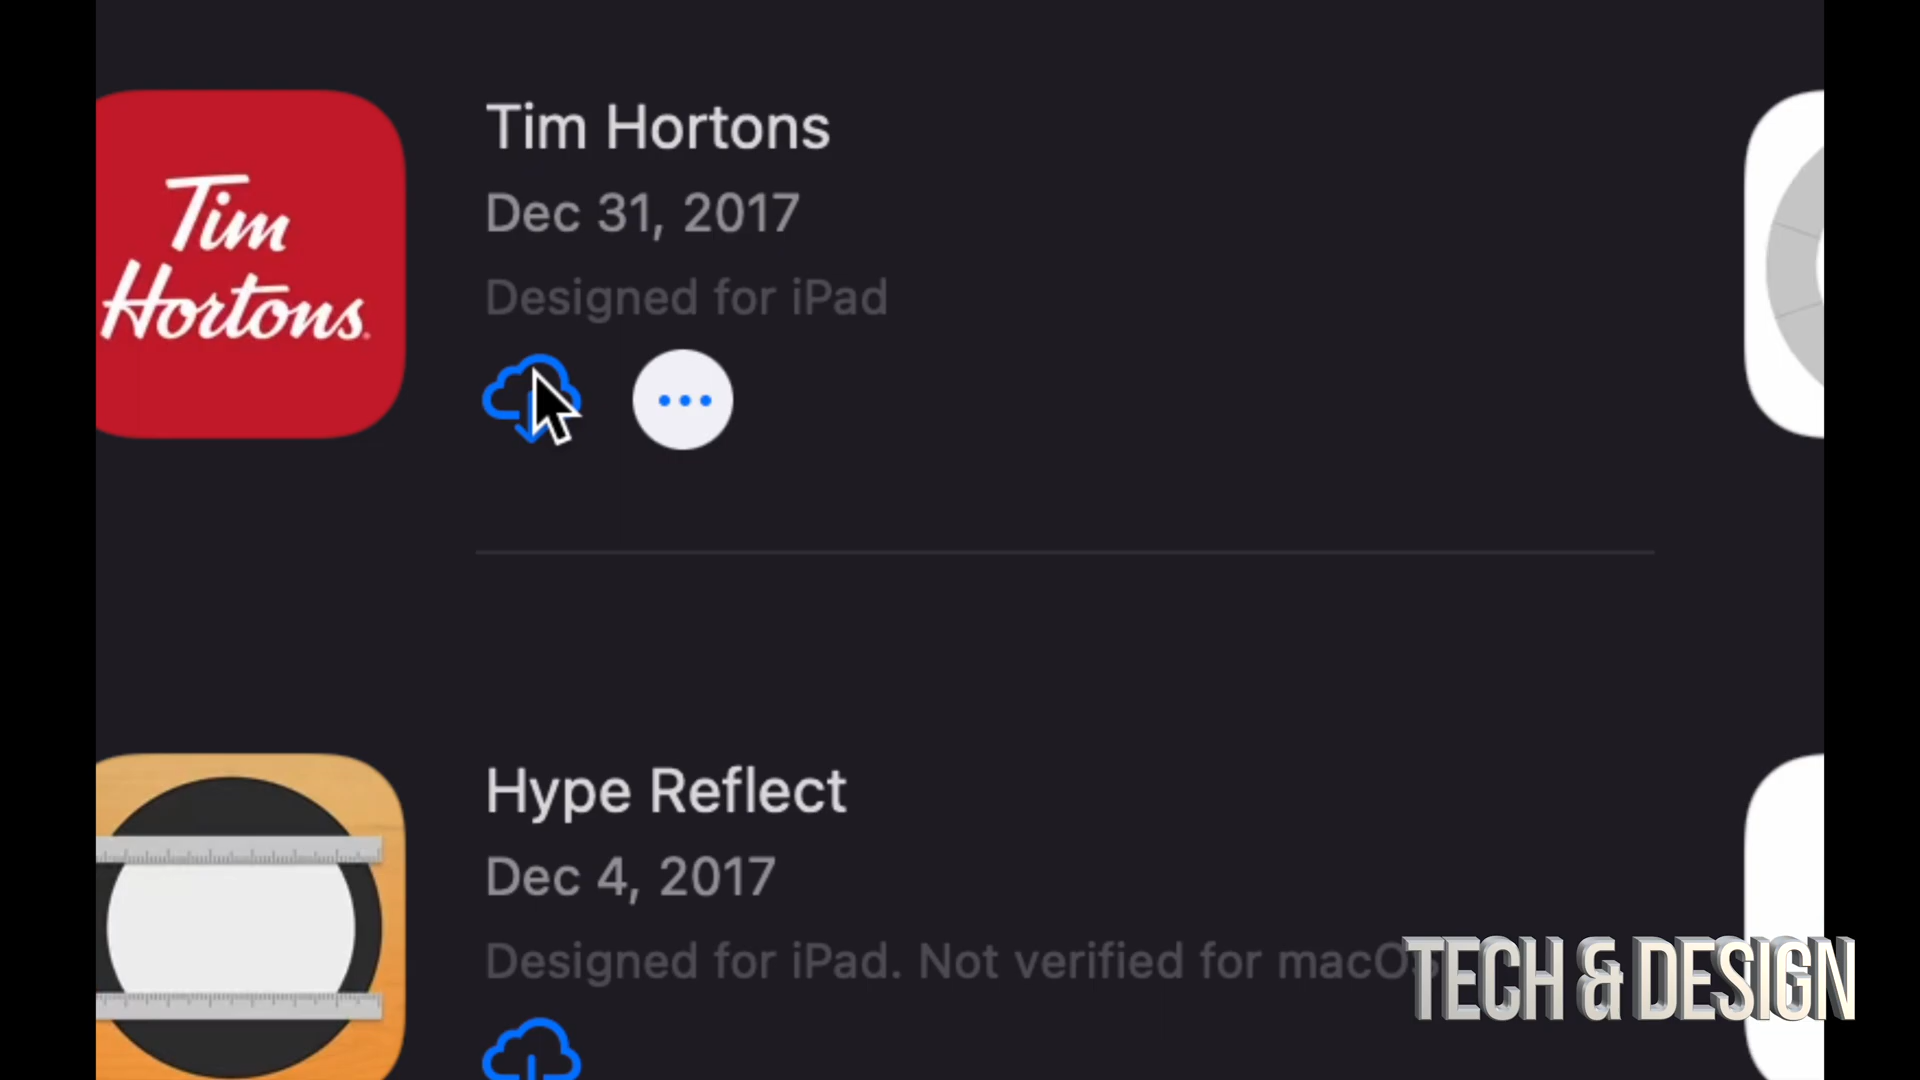 Tim
Hortons.
Tim Hortons
Dec 31, 2017
Designed for iPad
Hype Reflect
Dec 4, 2017
Designed for iPad. Not verified for macOS
TECH & DESIGN